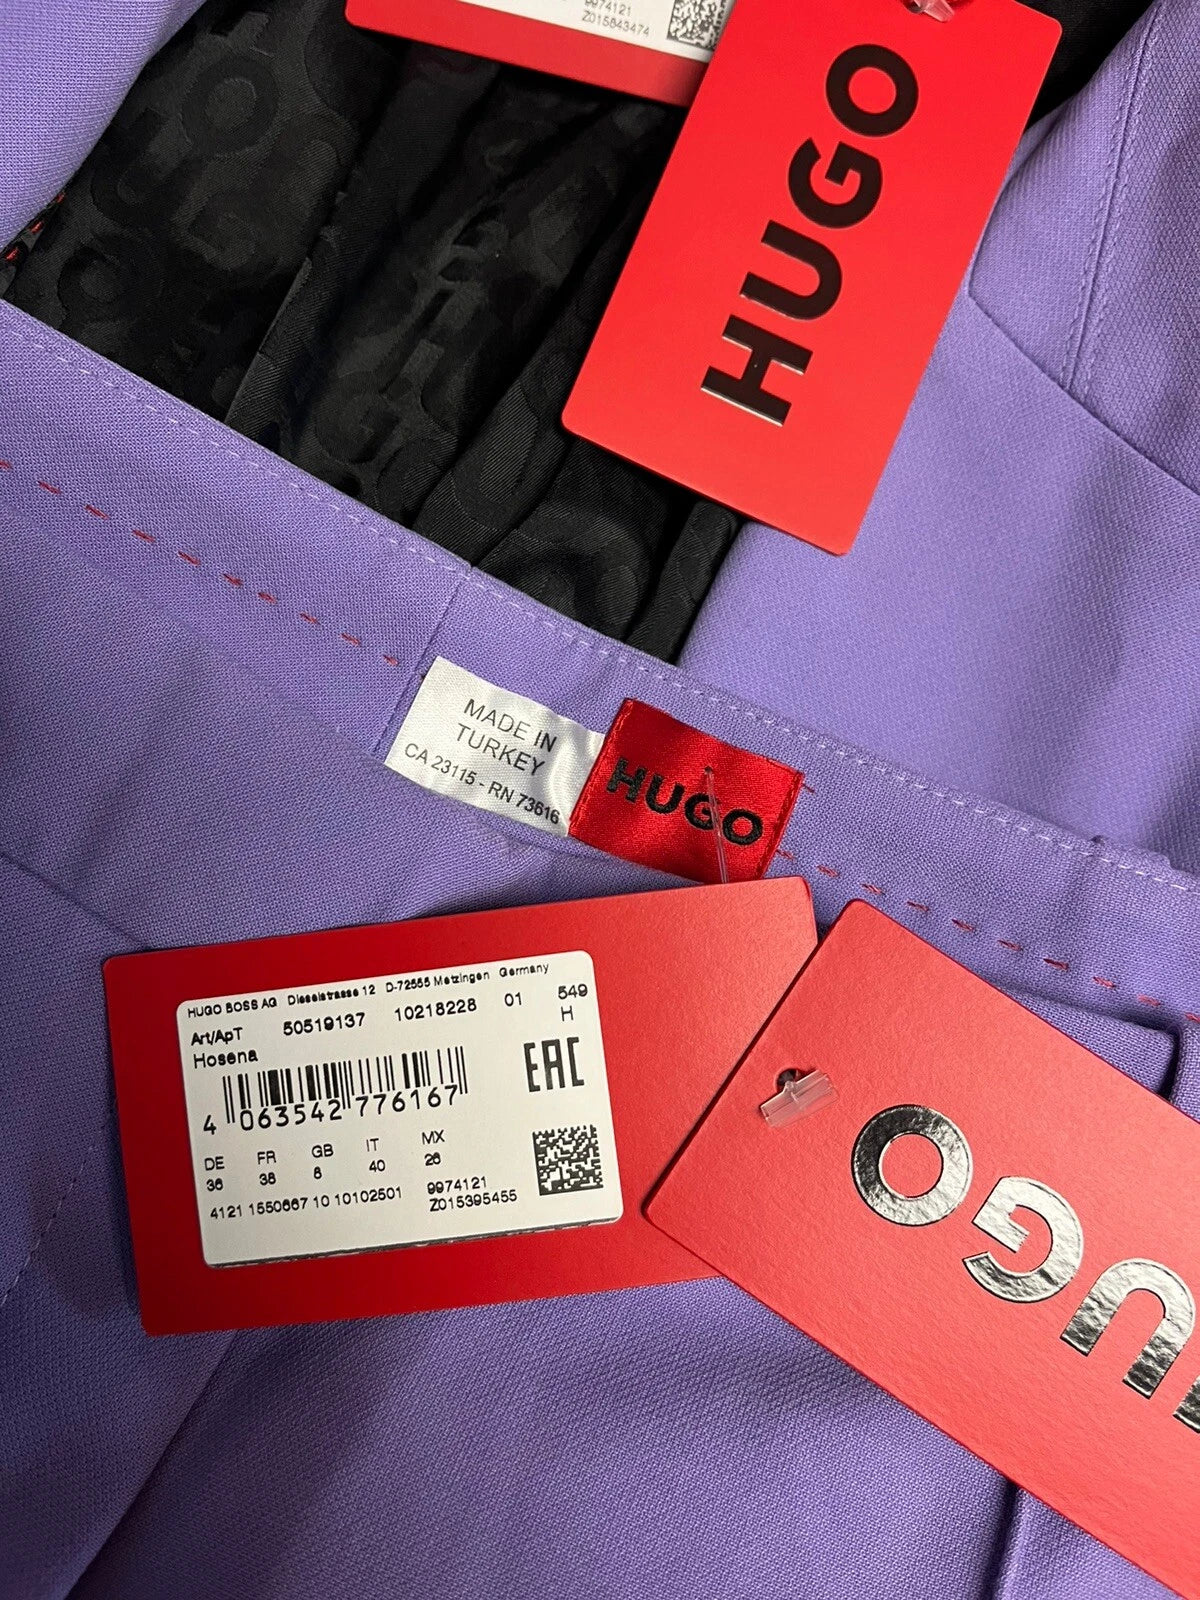 9974121
Z015843474
HUGO
MADE IN
TURKEY
CA 23115 - RN 73616
HUGO
HUGO BOSS AG Dieselstrasse 12 D-72555 Metzingen Germany
Art/ApT 50519137 10218228 01 549
Hosena H
EAC
4 063542 776167
DE FR GB IT MX
36 38 8 40 26
4121 1550667 10 10102501 9974121
Z015395455
HUGO